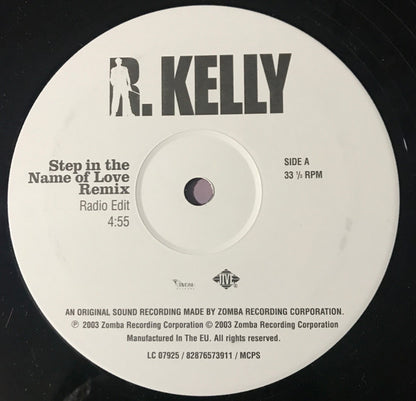 R. KELLY
Step in the
Name of Love
Remix
Radio Edit
4:55
SIDE A
33 ⅓ RPM
JIVE
AN ORIGINAL SOUND RECORDING MADE BY ZOMBA RECORDING CORPORATION.
℗ 2003 Zomba Recording Corporation © 2003 Zomba Recording Corporation
Manufactured In The EU. All rights reserved.
LC 07925 / 82876573911 / MCPS